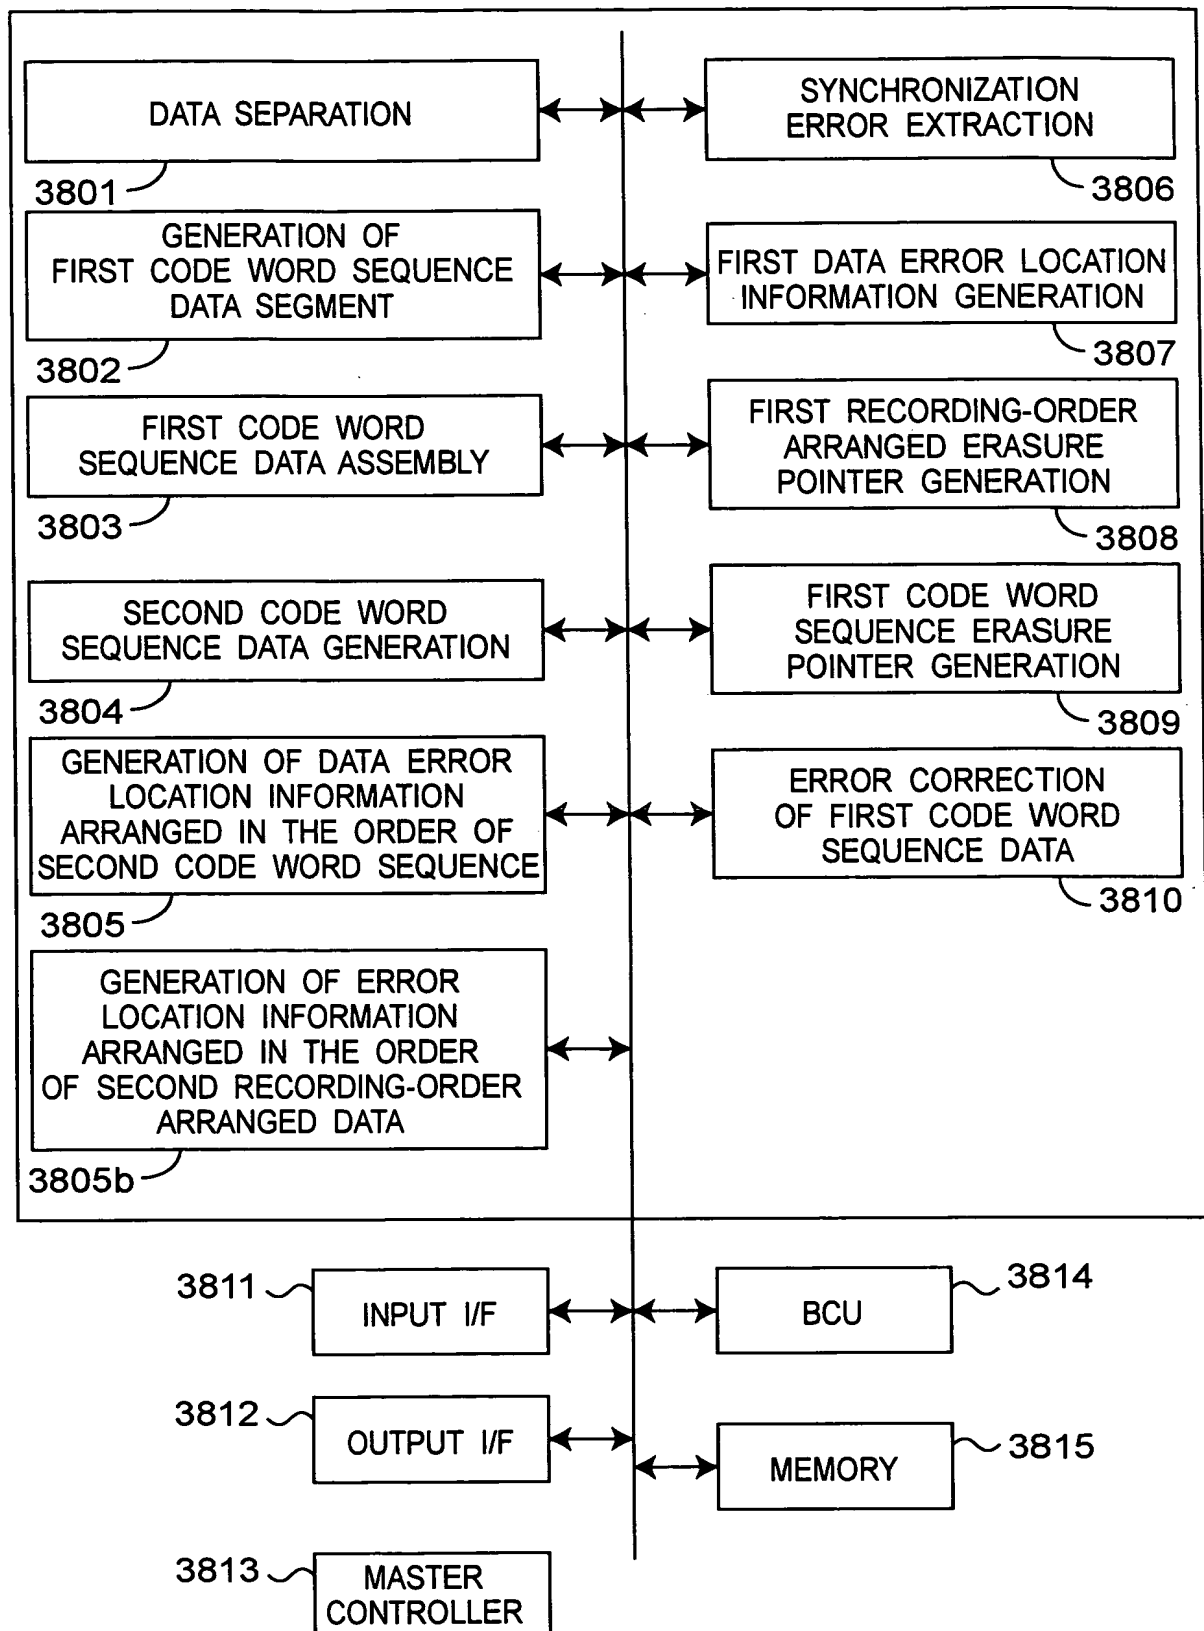 DATA SEPARATION
3801
GENERATION OF
FIRST CODE WORD SEQUENCE
DATA SEGMENT
3802
FIRST CODE WORD
SEQUENCE DATA ASSEMBLY
3803
SECOND CODE WORD
SEQUENCE DATA GENERATION
3804
GENERATION OF DATA ERROR
LOCATION INFORMATION
ARRANGED IN THE ORDER OF
SECOND CODE WORD SEQUENCE
3805
GENERATION OF ERROR
LOCATION INFORMATION
ARRANGED IN THE ORDER
OF SECOND RECORDING-ORDER
ARRANGED DATA
3805b
SYNCHRONIZATION
ERROR EXTRACTION
3806
FIRST DATA ERROR LOCATION
INFORMATION GENERATION
3807
FIRST RECORDING-ORDER
ARRANGED ERASURE
POINTER GENERATION
3808
FIRST CODE WORD
SEQUENCE ERASURE
POINTER GENERATION
3809
ERROR CORRECTION
OF FIRST CODE WORD
SEQUENCE DATA
3810
3811
INPUT I/F
3812
OUTPUT I/F
3813
MASTER
CONTROLLER
3814
BCU
3815
MEMORY